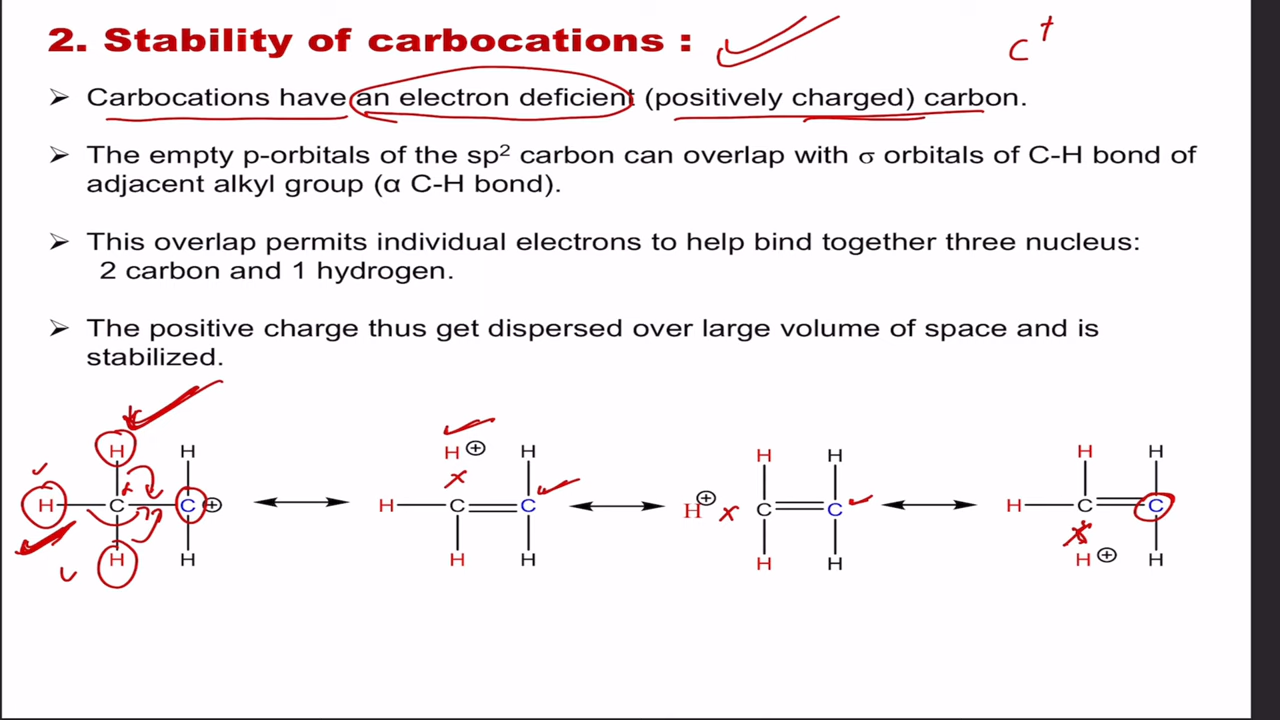 2. Stability of carbocations :
C+
➢ Carbocations have an electron deficient (positively charged) carbon.
➢ The empty p-orbitals of the sp² carbon can overlap with σ orbitals of C-H bond of
adjacent alkyl group (α C-H bond).
➢ This overlap permits individual electrons to help bind together three nucleus:
2 carbon and 1 hydrogen.
➢ The positive charge thus get dispersed over large volume of space and is
stabilized.
H H H ⊕ H H H H H
H C C ⊕ H C C H ⊕ C C H C C
H H H H H H H ⊕ H